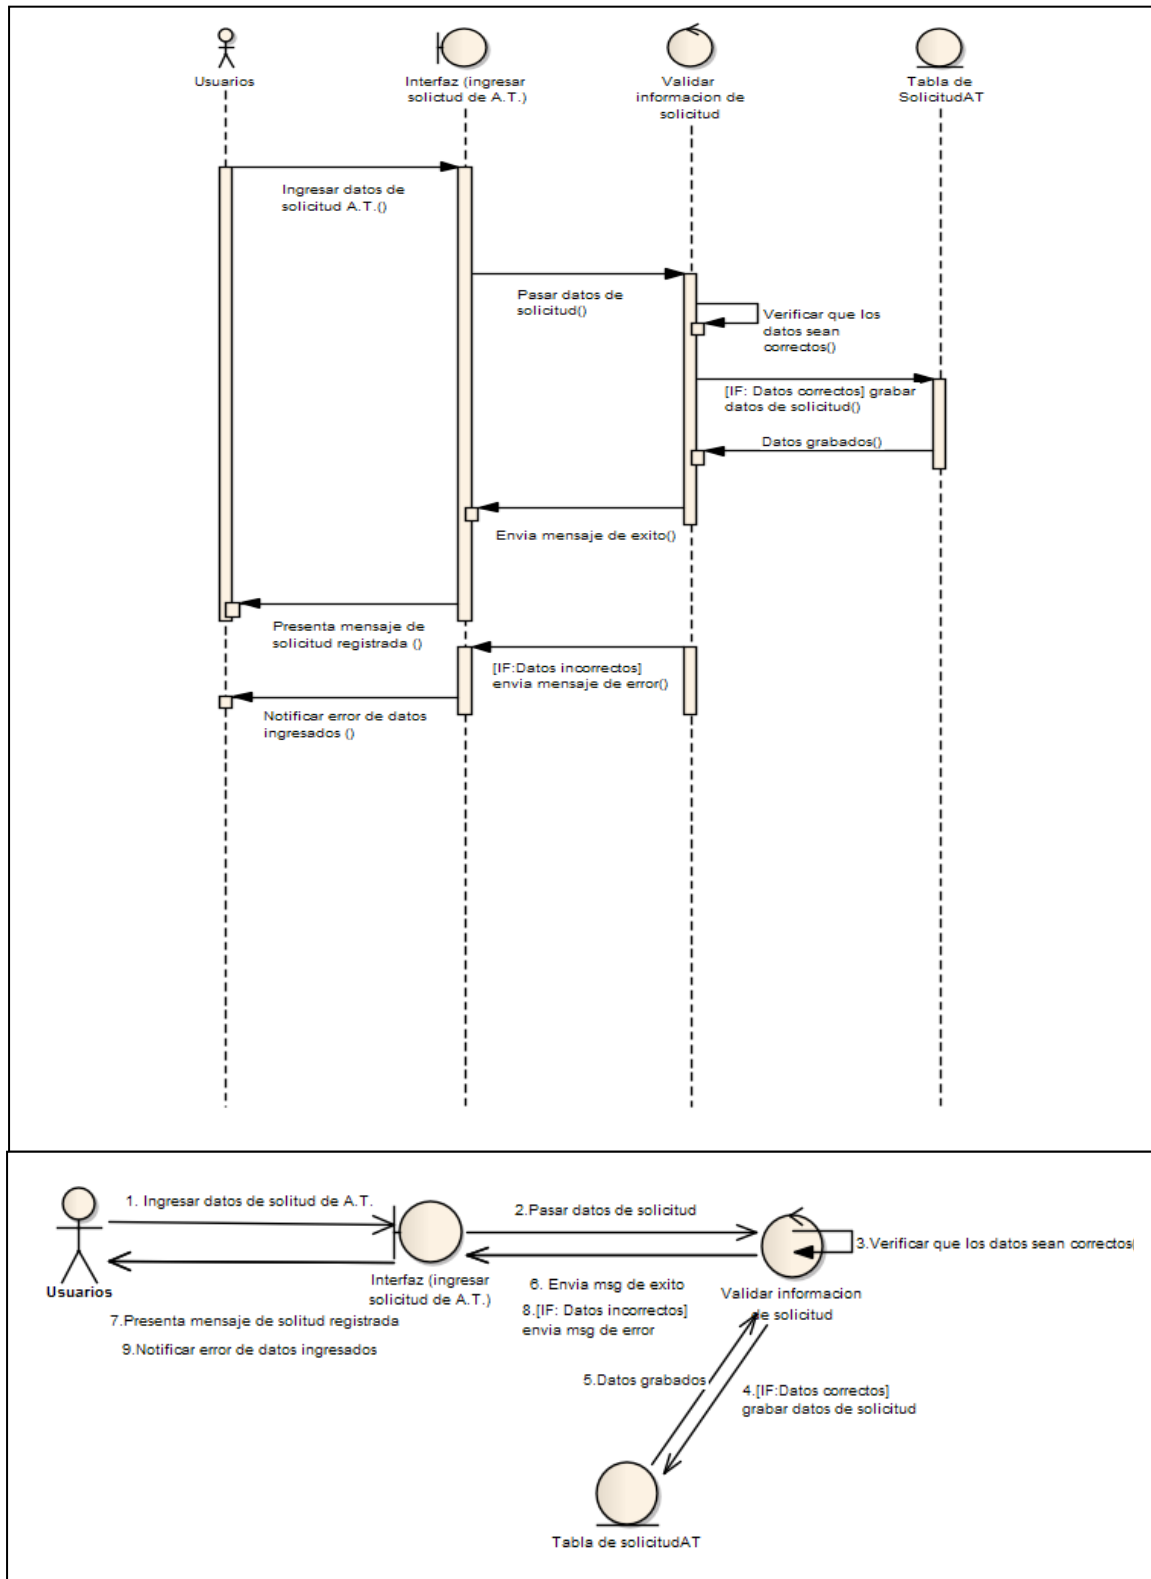 Usuarios
Interfaz (ingresar
solictud de A.T.)
Validar
informacion de
solicitud
Tabla de
SolicitudAT
Ingresar datos de
solicitud A.T.()
Pasar datos de
solicitud()
Verificar que los
datos sean
correctos()
[IF: Datos correctos] grabar
datos de solicitud()
Datos grabados()
Envia mensaje de exito()
Presenta mensaje de
solicitud registrada ()
[IF:Datos incorrectos]
envia mensaje de error()
Notificar error de datos
ingresados ()
1. Ingresar datos de solitud de A.T.
2.Pasar datos de solicitud
3.Verificar que los datos sean correctos(
Usuarios
Interfaz (ingresar
solicitud de A.T.)
6. Envia msg de exito
8.[IF: Datos incorrectos]
envia msg de error
Validar informacion
de solicitud
7.Presenta mensaje de solitud registrada
9.Notificar error de datos ingresados
5.Datos grabados
4.[IF:Datos correctos]
grabar datos de solicitud
Tabla de solicitudAT